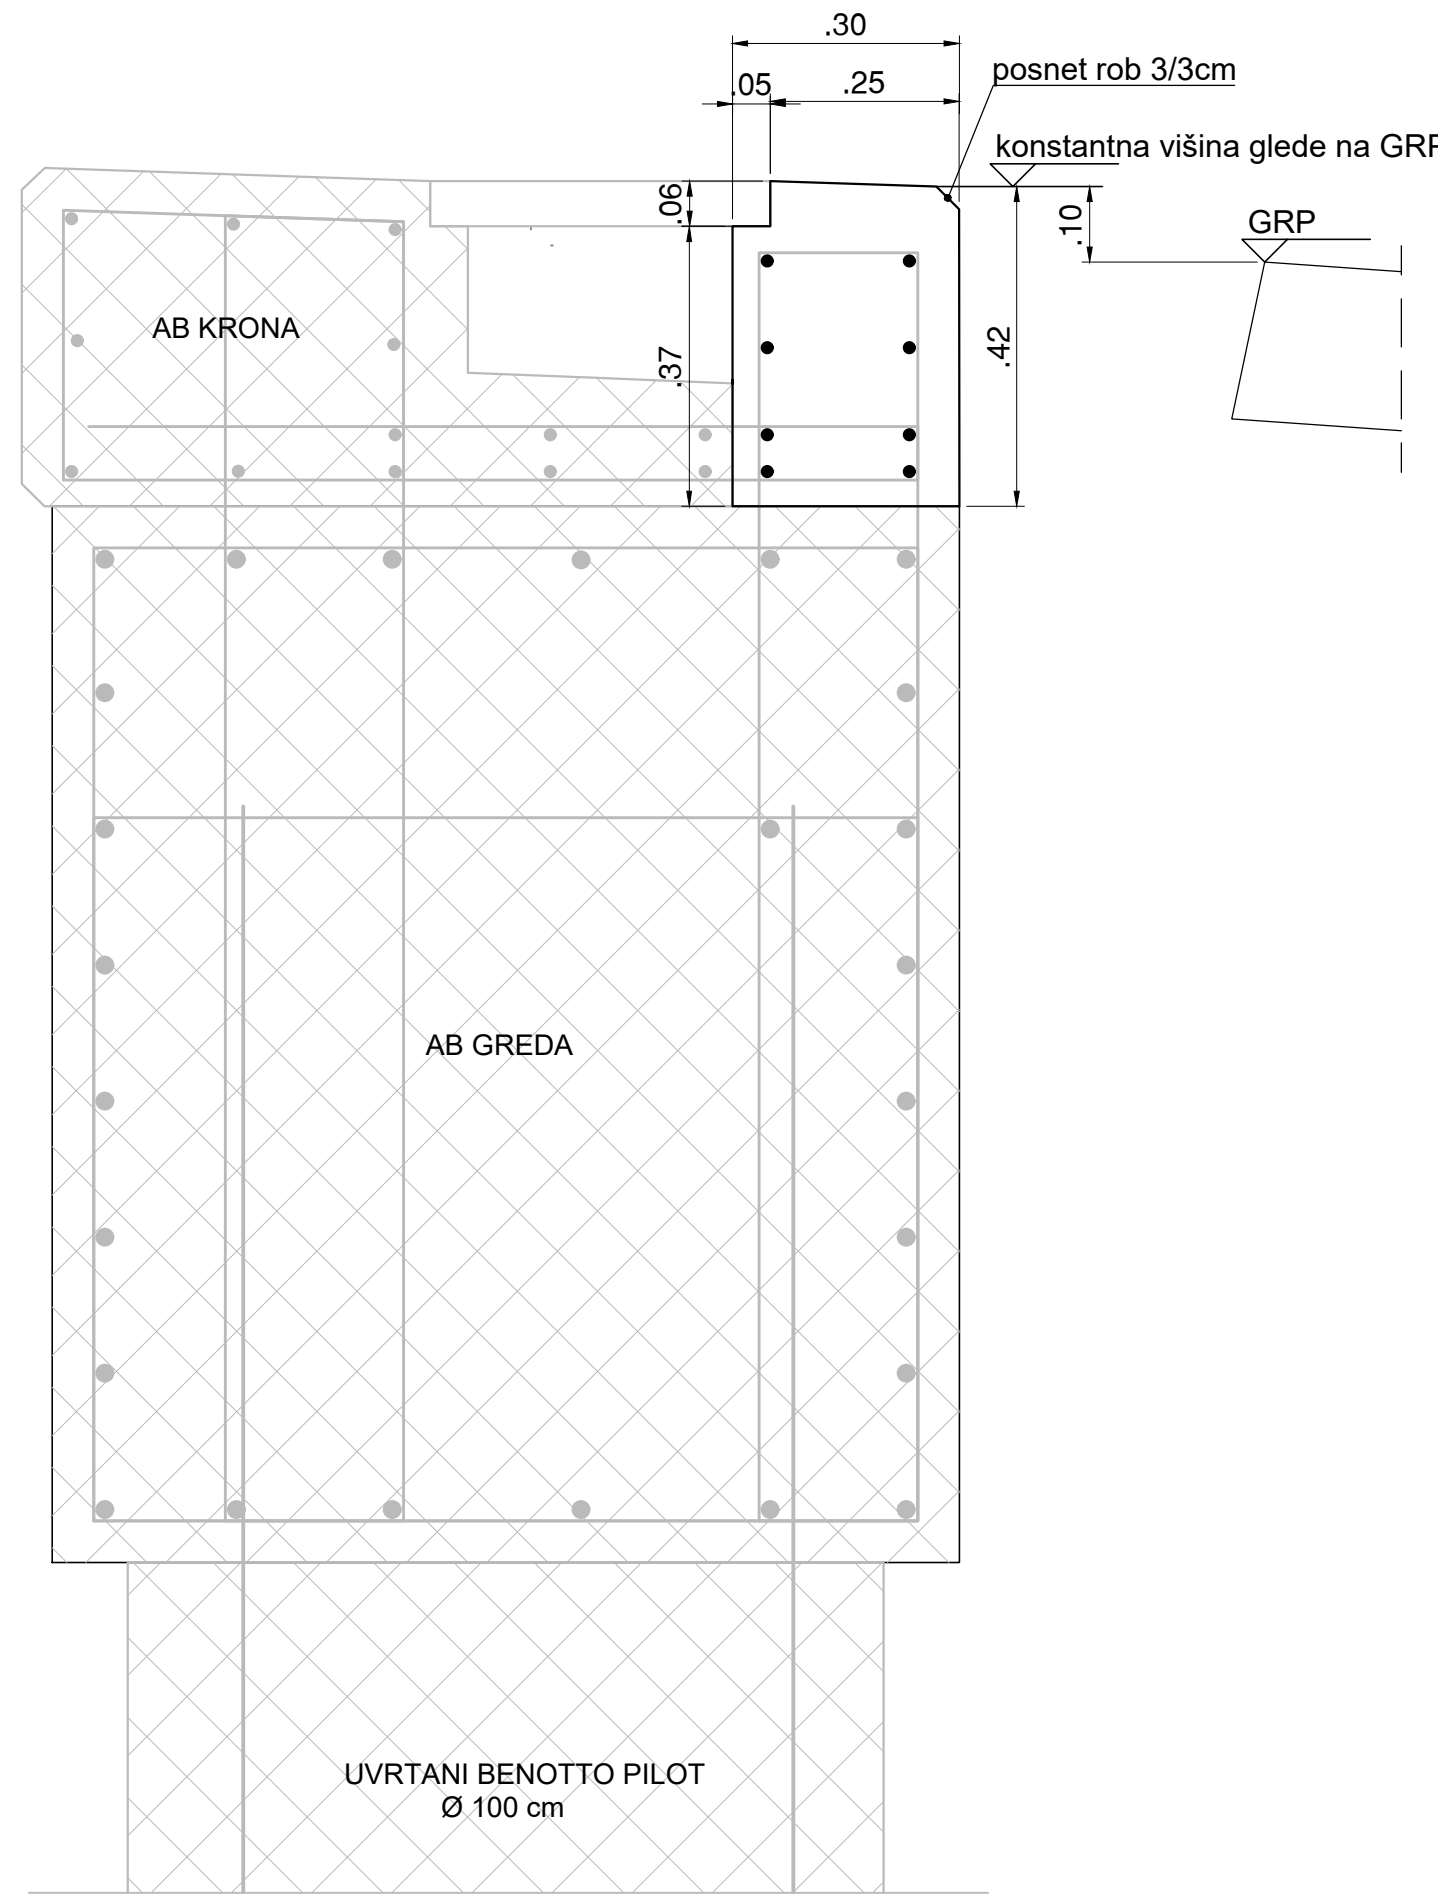 .30
posnet rob 3/3cm
.05
.25
konstantna višina glede na GRP
.06
.10
GRP
AB KRONA
.37
.42
AB GREDA
UVRTANI BENOTTO PILOT
Ø 100 cm